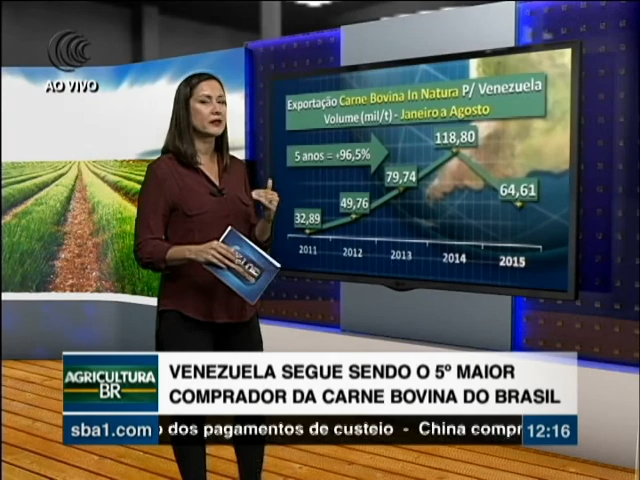 AO VIVO
Exportação Carne Bovina In Natura P/ Venezuela
Volume (mil/t) - Janeiro a Agosto
5 anos = +96,5%
118,80
79,74
64,61
49,76
32,89
2011 2012 2013 2014 2015
AGRICULTURA
BR
VENEZUELA SEGUE SENDO O 5º MAIOR
COMPRADOR DA CARNE BOVINA DO BRASIL
sba1.com
dos pagamentos de custeio - China compr
12:16